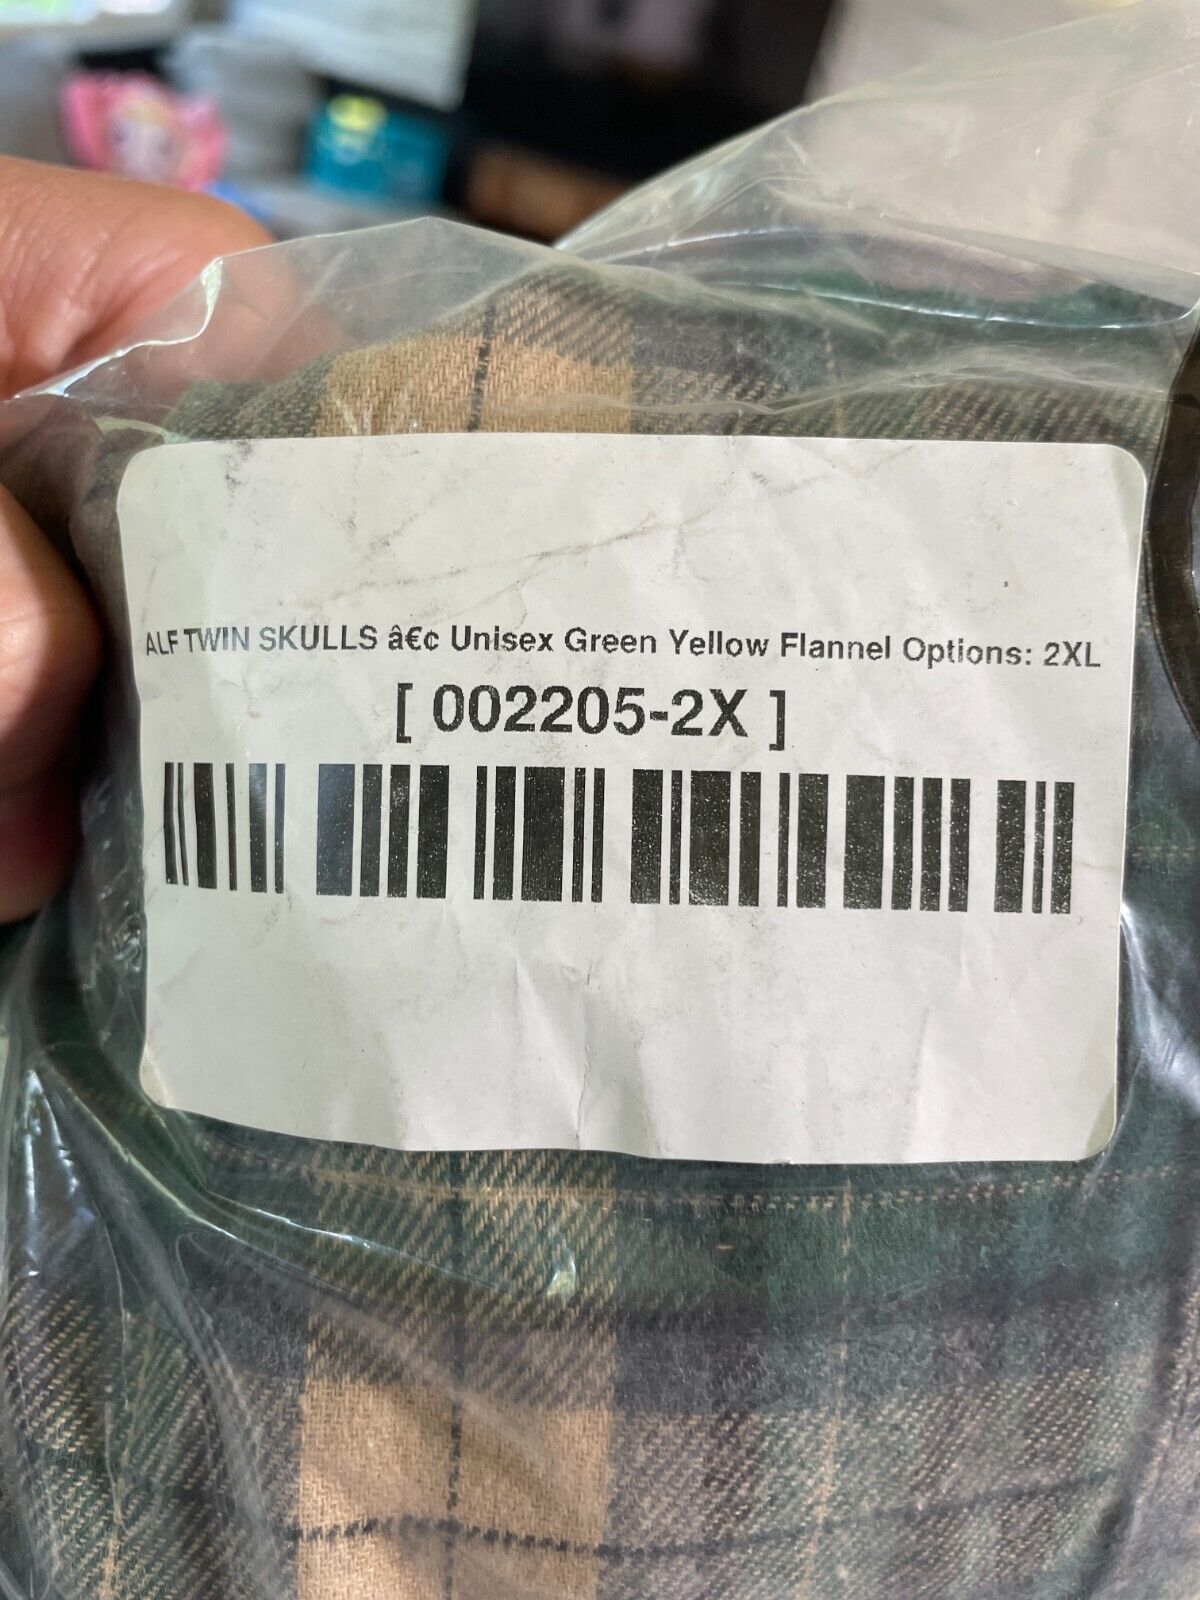 ALF TWIN SKULLS â€¢ Unisex Green Yellow Flannel Options: 2XL
[ 002205-2X ]